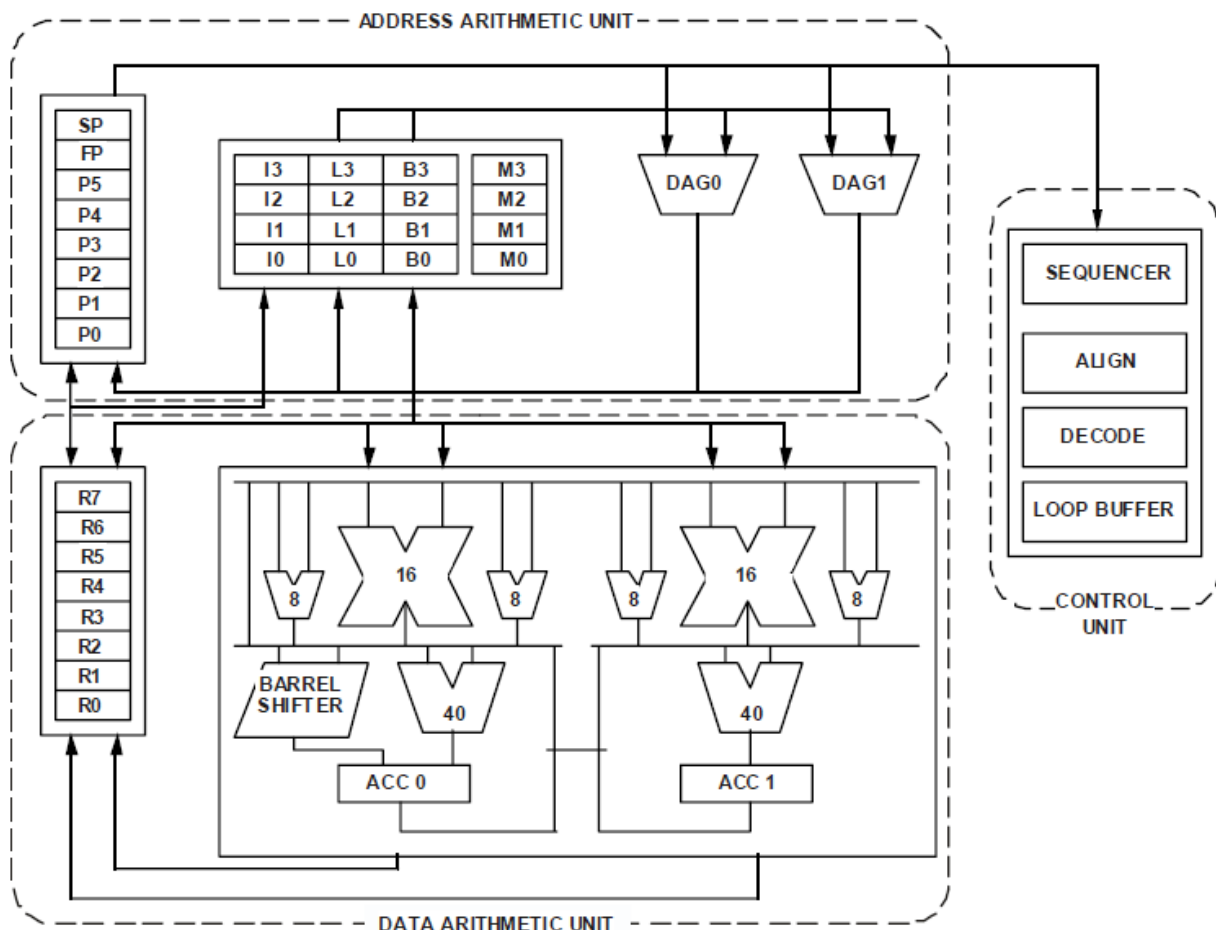 ADDRESS ARITHMETIC UNIT
SP
FP
P5
P4
P3
P2
P1
P0
I3 L3 B3 M3
I2 L2 B2 M2
I1 L1 B1 M1
I0 L0 B0 M0
DAG0
DAG1
SEQUENCER
ALIGN
DECODE
LOOP BUFFER
CONTROL
UNIT
R7
R6
R5
R4
R3
R2
R1
R0
8
16
8
8
16
8
BARREL
SHIFTER
40
40
ACC 0
ACC 1
DATA ARITHMETIC UNIT